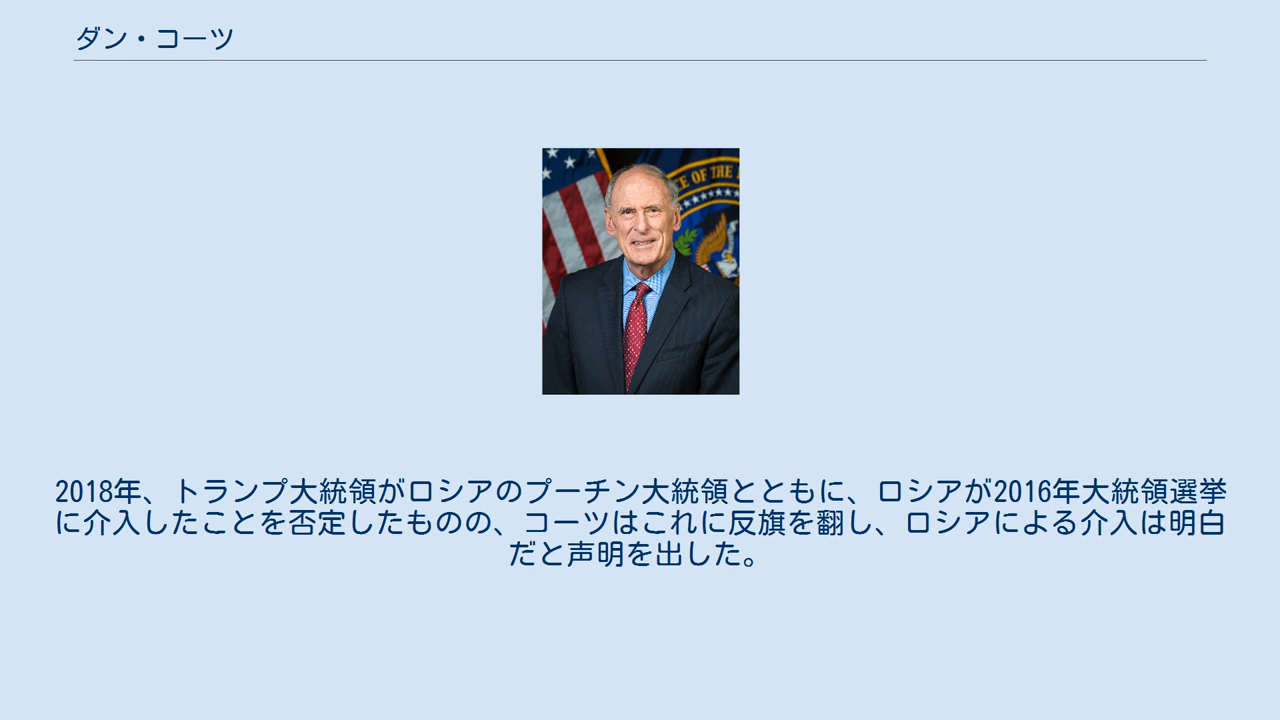 ダン・コーツ
CE OF THE
2018年、トランプ大統領がロシアのプーチン大統領とともに、ロシアが2016年大統領選挙
に介入したことを否定したものの、コーツはこれに反旗を翻し、ロシアによる介入は明白
だと声明を出した。